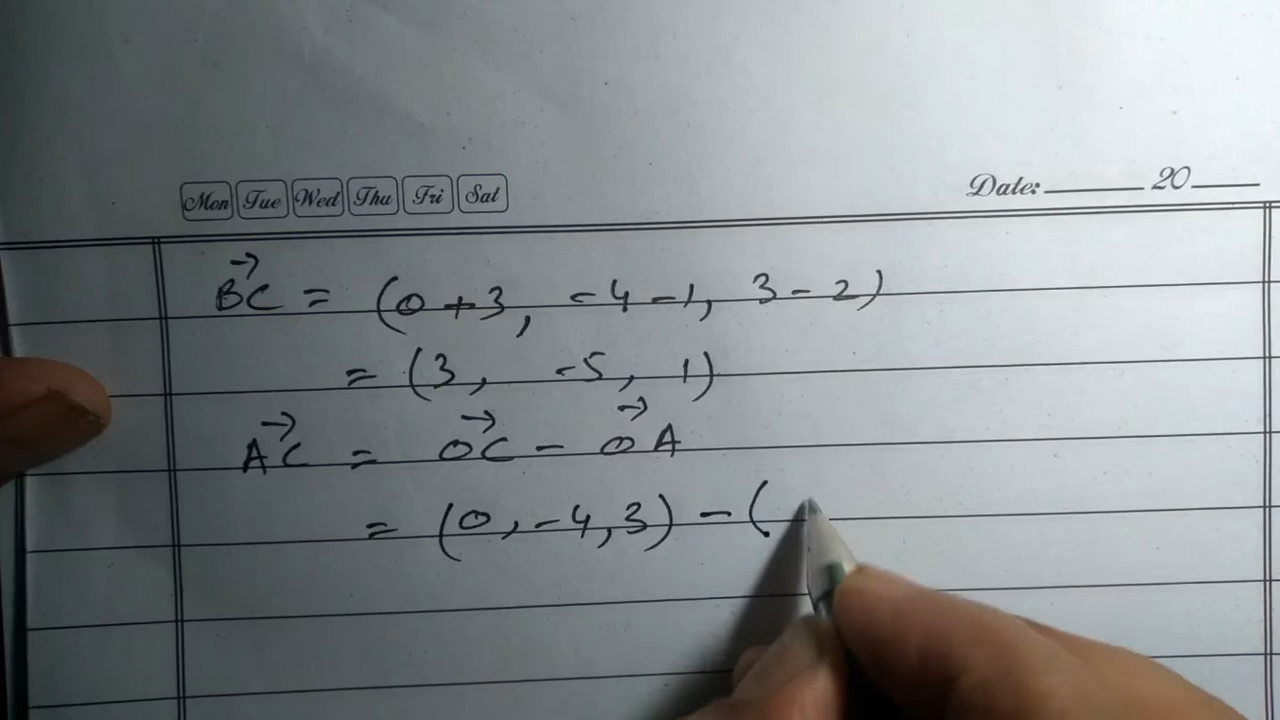 Mon Tue Wed Thu Fri Sat Date: 20
BC→ = (0+3, -4-1, 3-2)
= (3, -5, 1)
AC→ = OC→ - OA→
= (0, -4, 3) - (